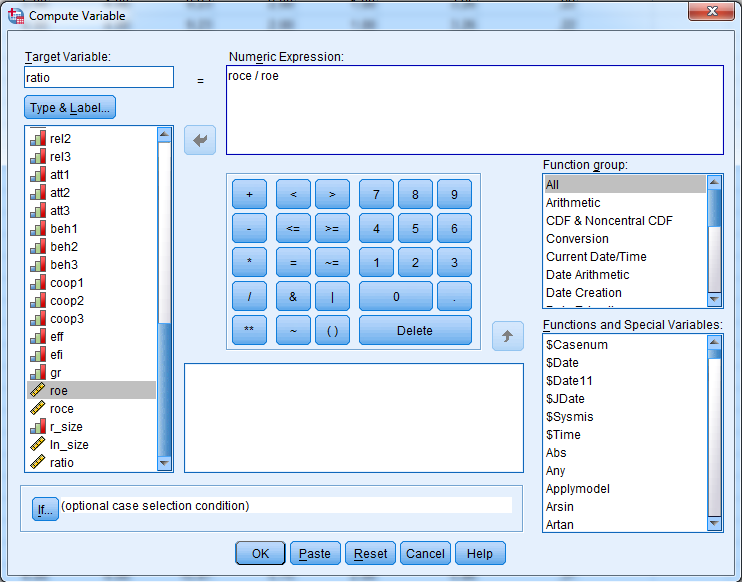 Compute Variable
Target Variable:
ratio
=
Numeric Expression:
roce / roe
Type & Label...
rel2
rel3
att1
att2
att3
beh1
beh2
beh3
coop1
coop2
coop3
eff
efi
gr
roe
roce
r_size
ln_size
ratio
+ < > 7 8 9
- <= >= 4 5 6
* = ~= 1 2 3
/ & | 0 .
** ~ ( ) Delete
Function group:
All
Arithmetic
CDF & Noncentral CDF
Conversion
Current Date/Time
Date Arithmetic
Date Creation
Functions and Special Variables:
$Casenum
$Date
$Date11
$JDate
$Sysmis
$Time
Abs
Any
Applymodel
Arsin
Artan
If... (optional case selection condition)
OK Paste Reset Cancel Help